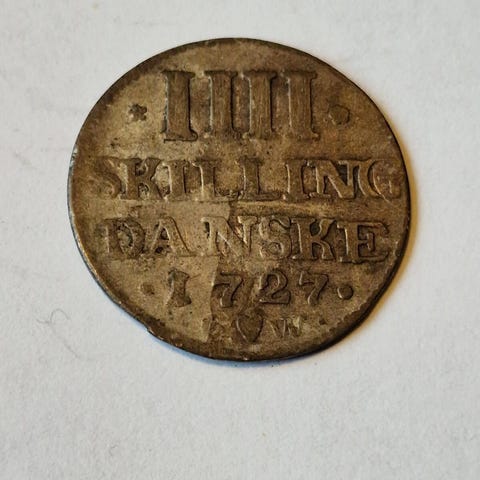 IIII
SKILLING
DANSKE
·1727·
C♥W